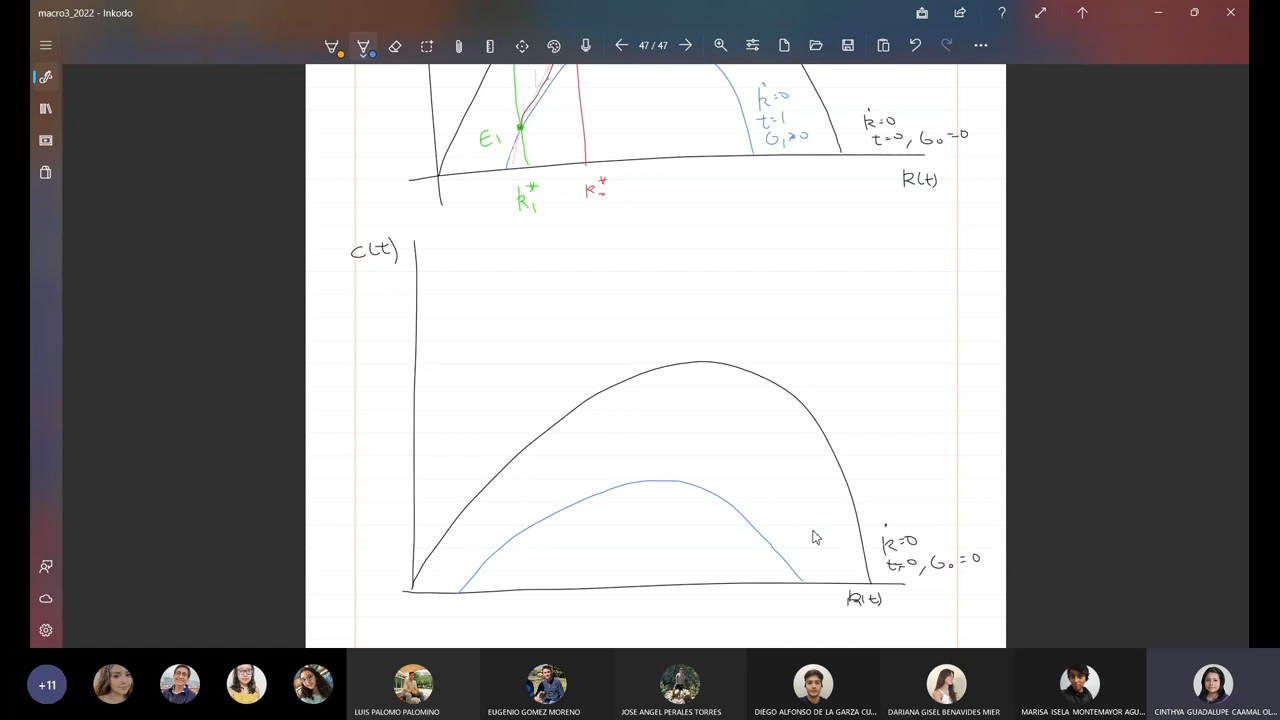 macro3_2022 - Inkodo
47 / 47
k̇=0
t=1
G₁>0
k̇=0
t=0, G₀=0
E₁
k(t)
k₁*
k₀*
c(t)
k̇=0
t=0, G₀=0
k(t)
+11
LUIS PALOMO PALOMINO
EUGENIO GOMEZ MORENO
JOSE ANGEL PERALES TORRES
DIEGO ALFONSO DE LA GARZA CU...
DARIANA GISEL BENAVIDES MIER
MARISA ISELA MONTEMAYOR AGU...
CINTHYA GUADALUPE CAAMAL OL...